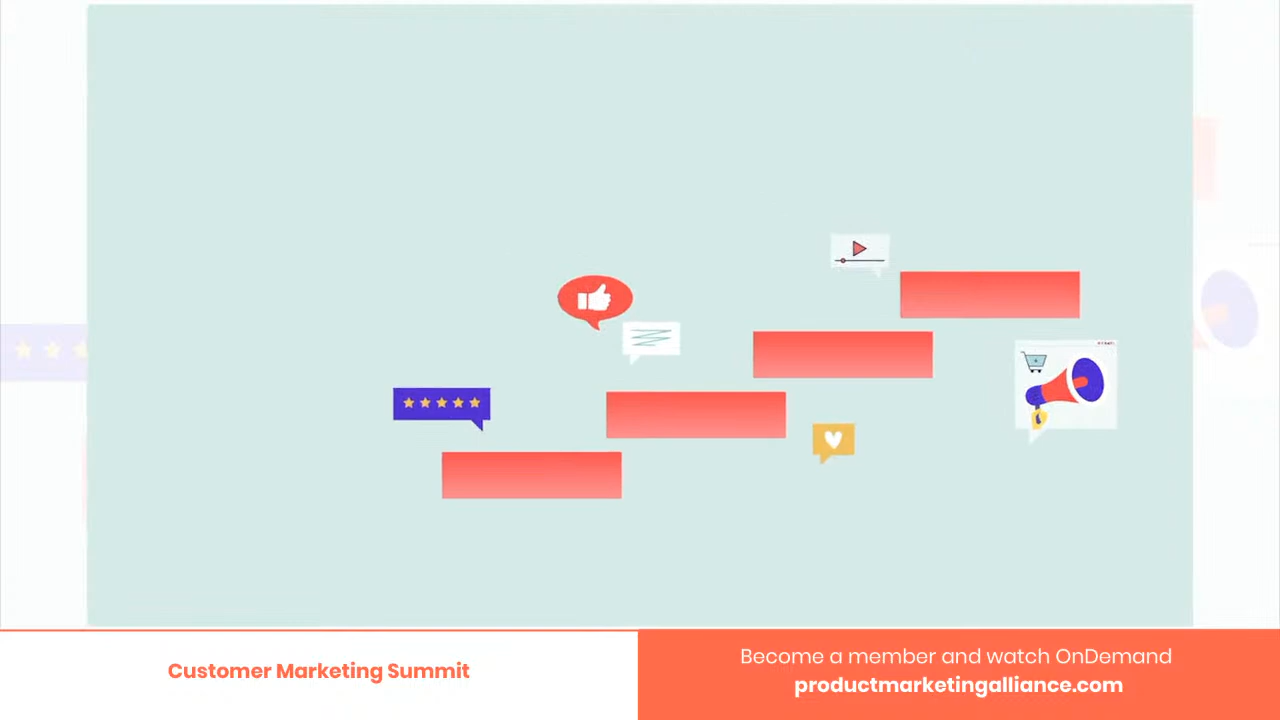 Customer Marketing Summit
Become a member and watch OnDemand
productmarketingalliance.com